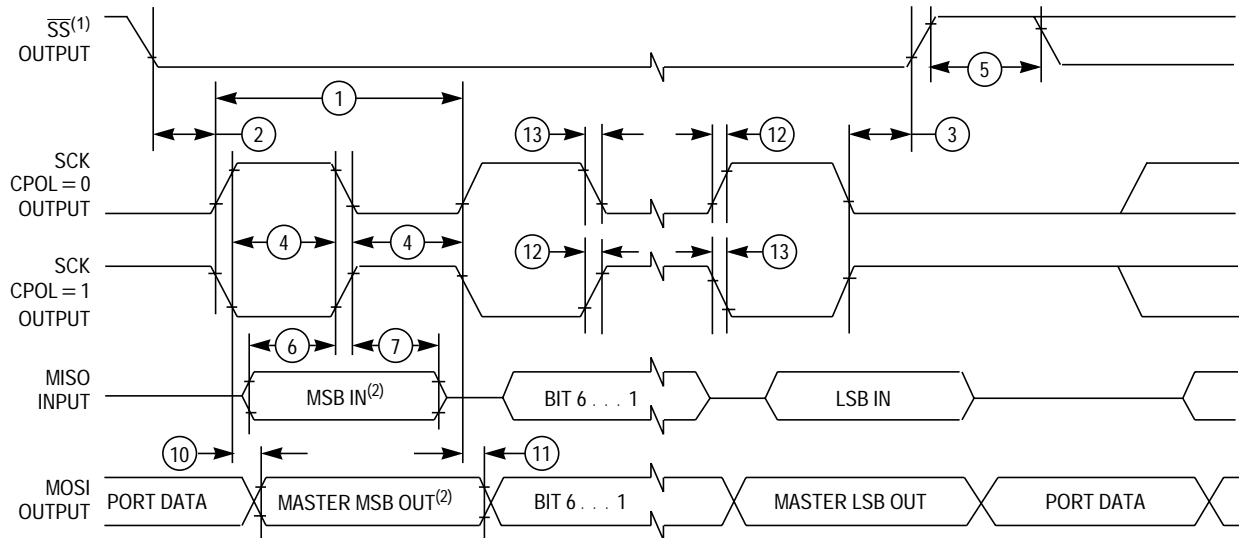 SS(1)
OUTPUT
5
1
2
13
12
3
SCK
CPOL = 0
OUTPUT
4
4
12
13
SCK
CPOL = 1
OUTPUT
6
7
MISO
INPUT
MSB IN(2)
BIT 6 . . . 1
LSB IN
10
11
MOSI
OUTPUT
PORT DATA
MASTER MSB OUT(2)
BIT 6 . . . 1
MASTER LSB OUT
PORT DATA